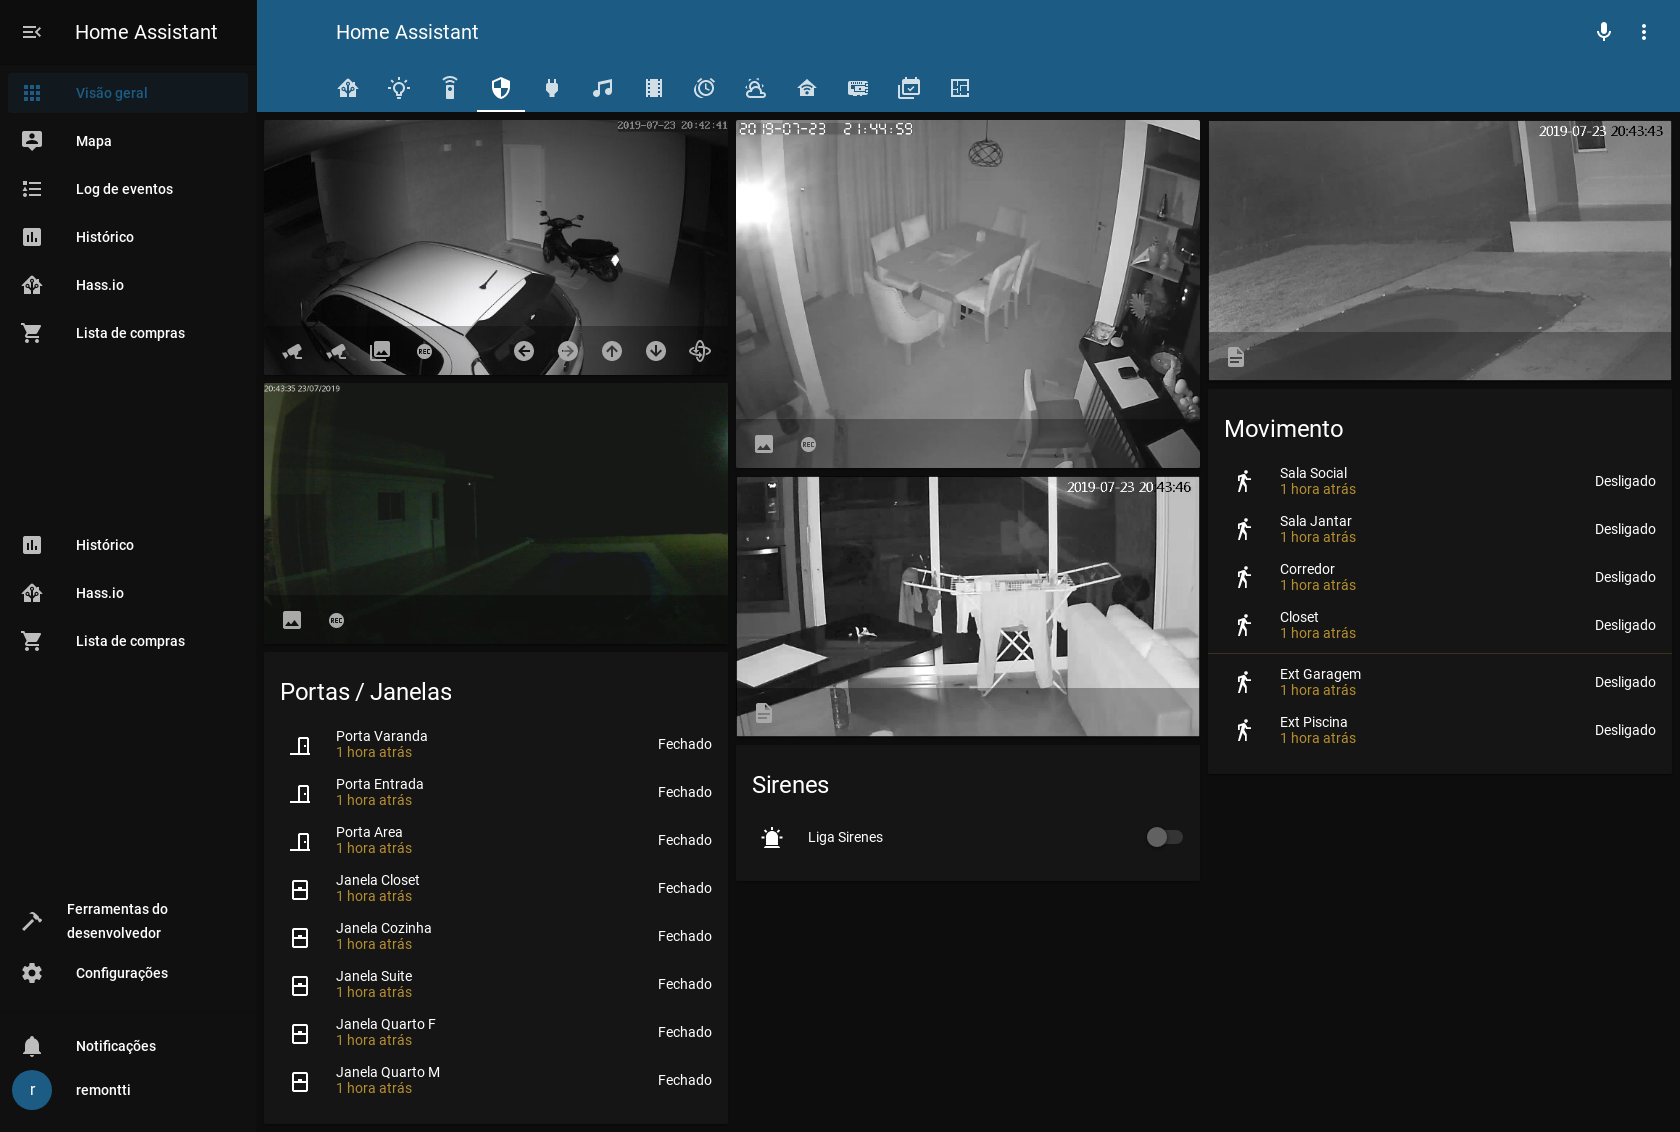 Home Assistant
Visão geral
Mapa
Log de eventos
Histórico
Hass.io
Lista de compras
Histórico
Hass.io
Lista de compras
Ferramentas do
desenvolvedor
Configurações
Notificações
r
remontti
Home Assistant
2019-07-23 20:42:41
REC
20:43:35 23/07/2019
REC
Portas / Janelas
Porta Varanda
1 hora atrás
Fechado
Porta Entrada
1 hora atrás
Fechado
Porta Area
1 hora atrás
Fechado
Janela Closet
1 hora atrás
Fechado
Janela Cozinha
1 hora atrás
Fechado
Janela Suite
1 hora atrás
Fechado
Janela Quarto F
1 hora atrás
Fechado
Janela Quarto M
1 hora atrás
Fechado
2019-07-23 21:44:59
REC
2019-07-23 20:43:46
Sirenes
Liga Sirenes
2019-07-23 20:43:43
Movimento
Sala Social
1 hora atrás
Desligado
Sala Jantar
1 hora atrás
Desligado
Corredor
1 hora atrás
Desligado
Closet
1 hora atrás
Desligado
Ext Garagem
1 hora atrás
Desligado
Ext Piscina
1 hora atrás
Desligado